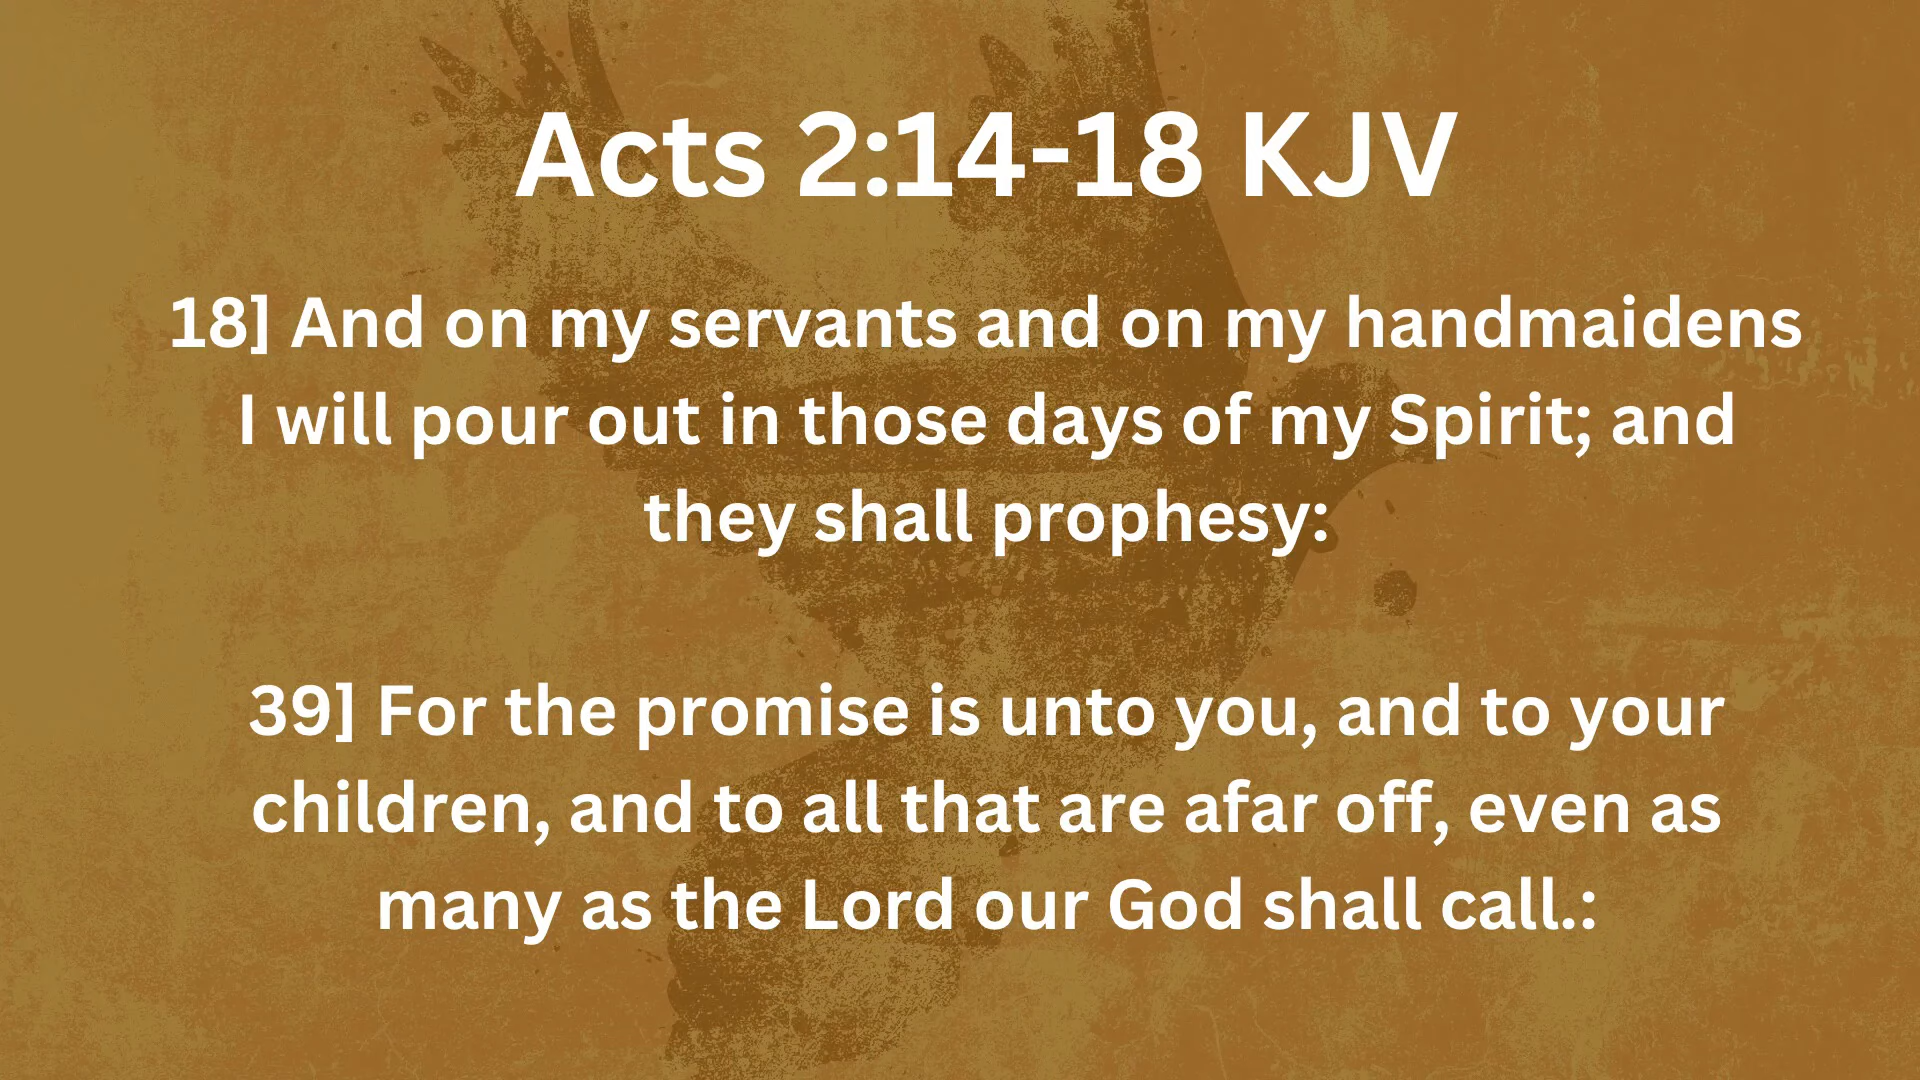 Acts 2:14-18 KJV
18] And on my servants and on my handmaidens
I will pour out in those days of my Spirit; and
they shall prophesy:
39] For the promise is unto you, and to your
children, and to all that are afar off, even as
many as the Lord our God shall call.: